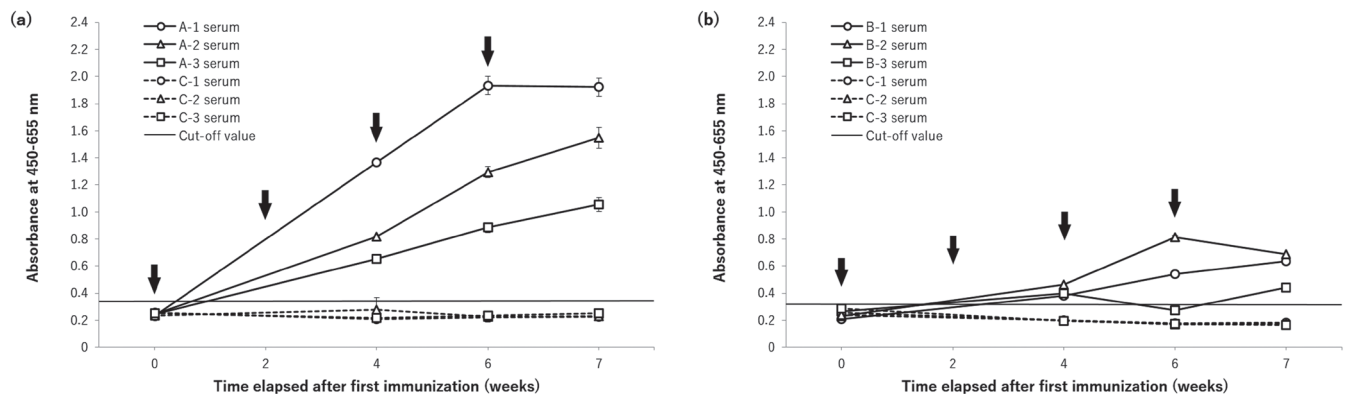 (a)
A-1 serum
A-2 serum
A-3 serum
C-1 serum
C-2 serum
C-3 serum
Cut-off value
Absorbance at 450-655 nm
2.4
2.2
2.0
1.8
1.6
1.4
1.2
1.0
0.8
0.6
0.4
0.2
0
0 2 4 6 7
Time elapsed after first immunization (weeks)
(b)
B-1 serum
B-2 serum
B-3 serum
C-1 serum
C-2 serum
C-3 serum
Cut-off value
Absorbance at 450-655 nm
2.4
2.2
2.0
1.8
1.6
1.4
1.2
1.0
0.8
0.6
0.4
0.2
0
0 2 4 6 7
Time elapsed after first immunization (weeks)